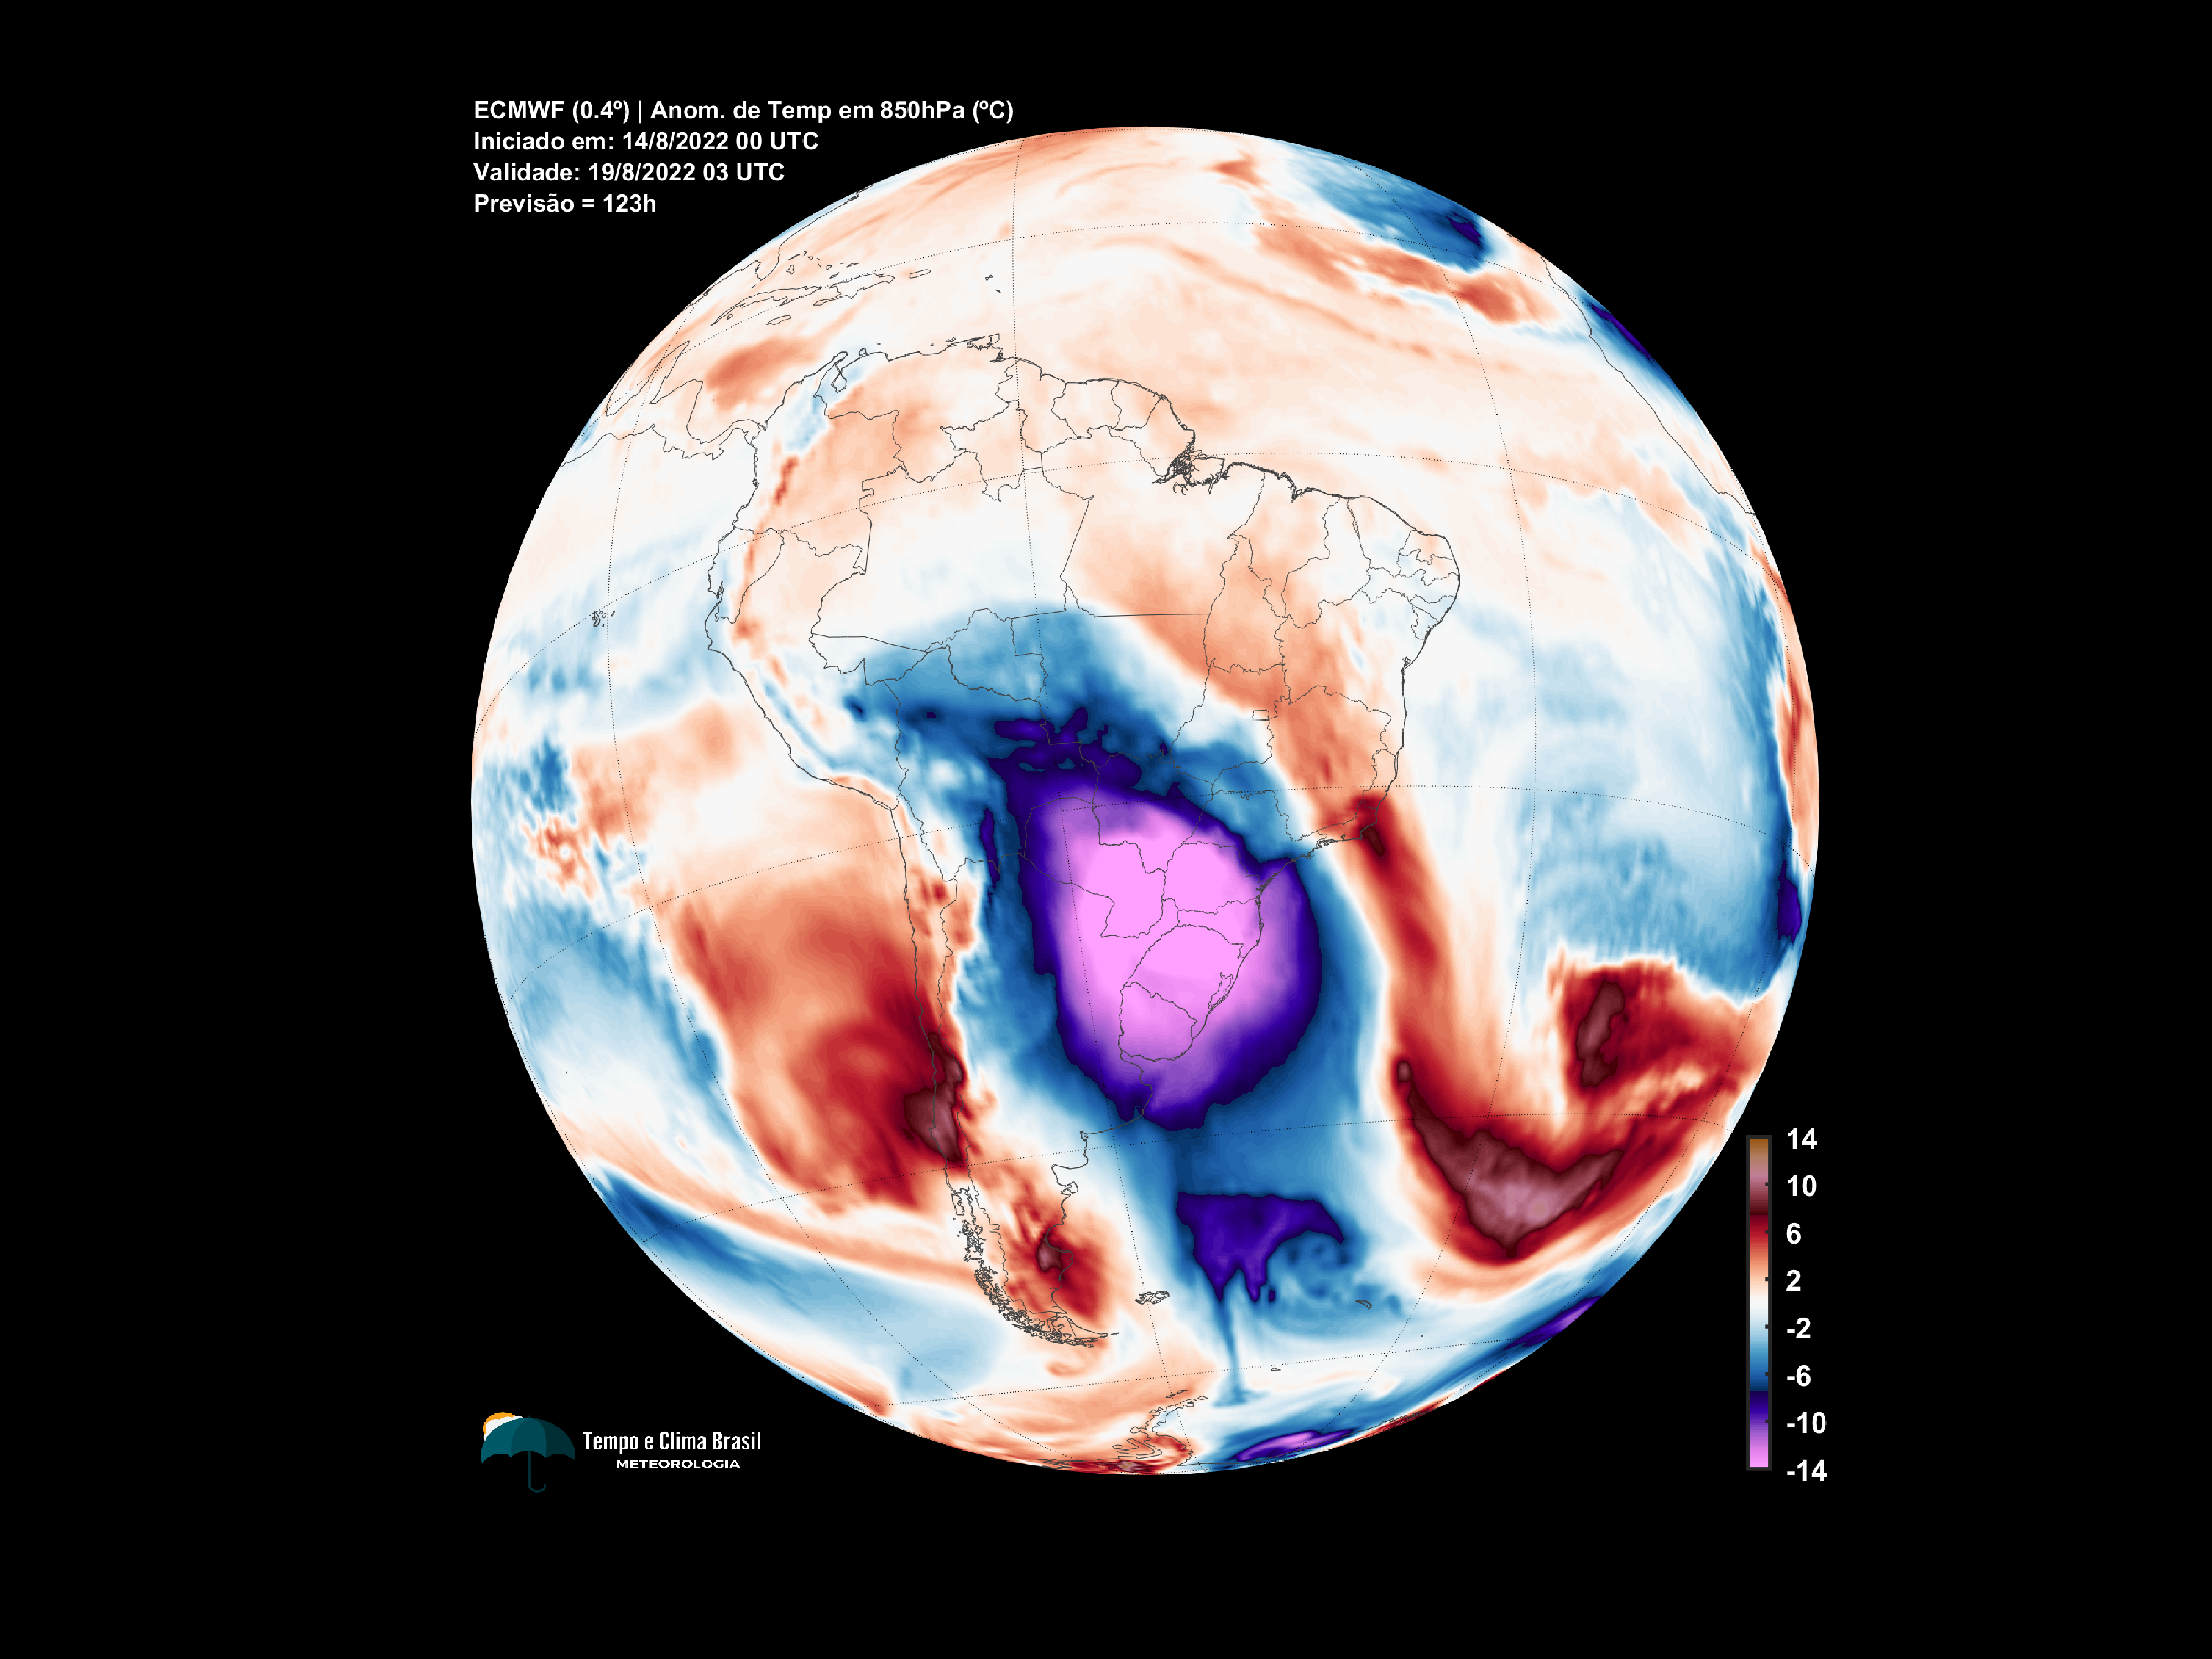 ECMWF (0.4º) | Anom. de Temp em 850hPa (ºC)
Iniciado em: 14/8/2022 00 UTC
Validade: 19/8/2022 03 UTC
Previsão = 123h
14
10
6
2
-2
-6
-10
-14
Tempo e Clima Brasil
METEOROLOGIA